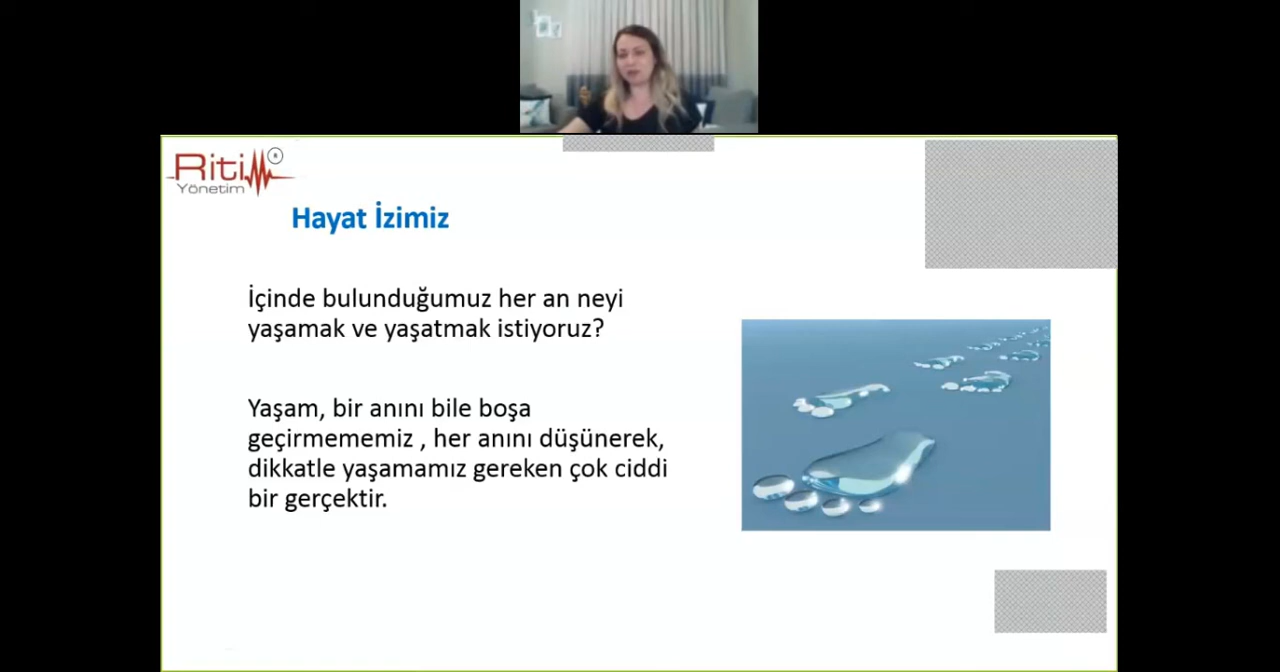 Ritim
Yönetim
Hayat İzimiz
İçinde bulunduğumuz her an neyi
yaşamak ve yaşatmak istiyoruz?
Yaşam, bir anını bile boşa
geçirmememiz , her anını düşünerek,
dikkatle yaşamamız gereken çok ciddi
bir gerçektir.